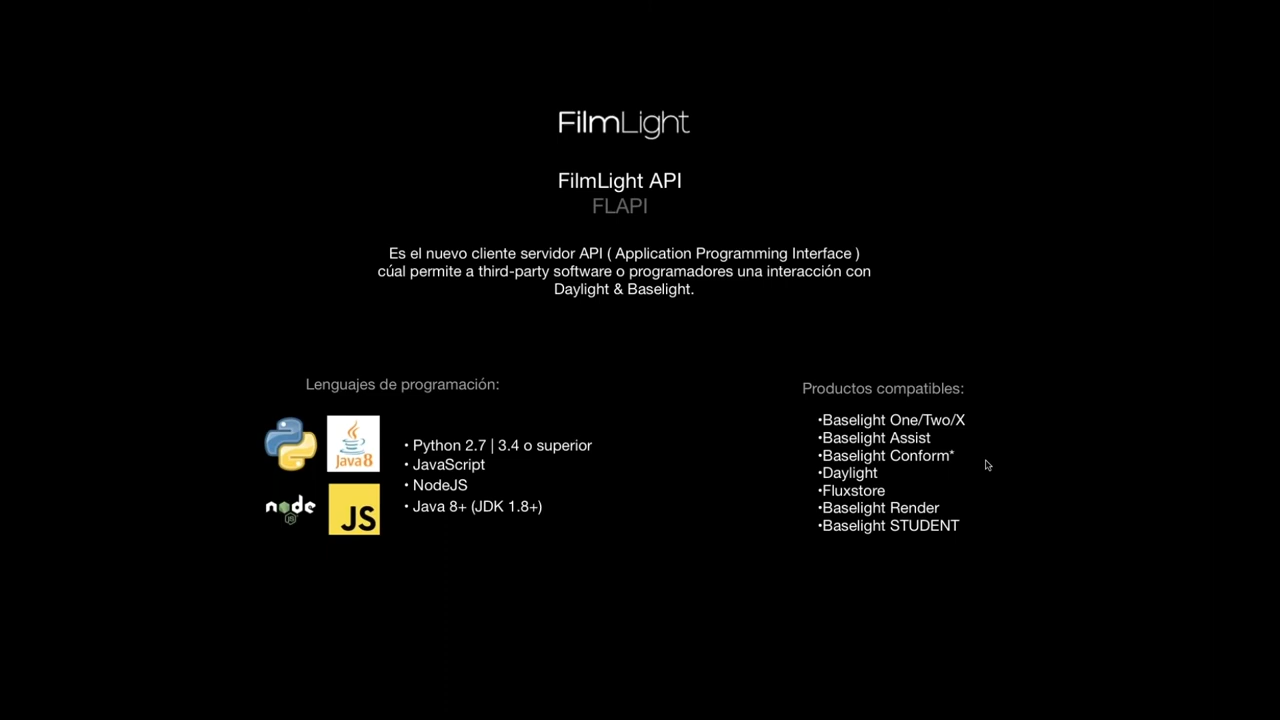 FilmLight
FilmLight API
FLAPI
Es el nuevo cliente servidor API ( Application Programming Interface )
cúal permite a third-party software o programadores una interacción con
Daylight & Baselight.
Lenguajes de programación:
Java8
node
JS
JS
• Python 2.7 | 3.4 o superior
• JavaScript
• NodeJS
• Java 8+ (JDK 1.8+)
Productos compatibles:
•Baselight One/Two/X
•Baselight Assist
•Baselight Conform*
•Daylight
•Fluxstore
•Baselight Render
•Baselight STUDENT